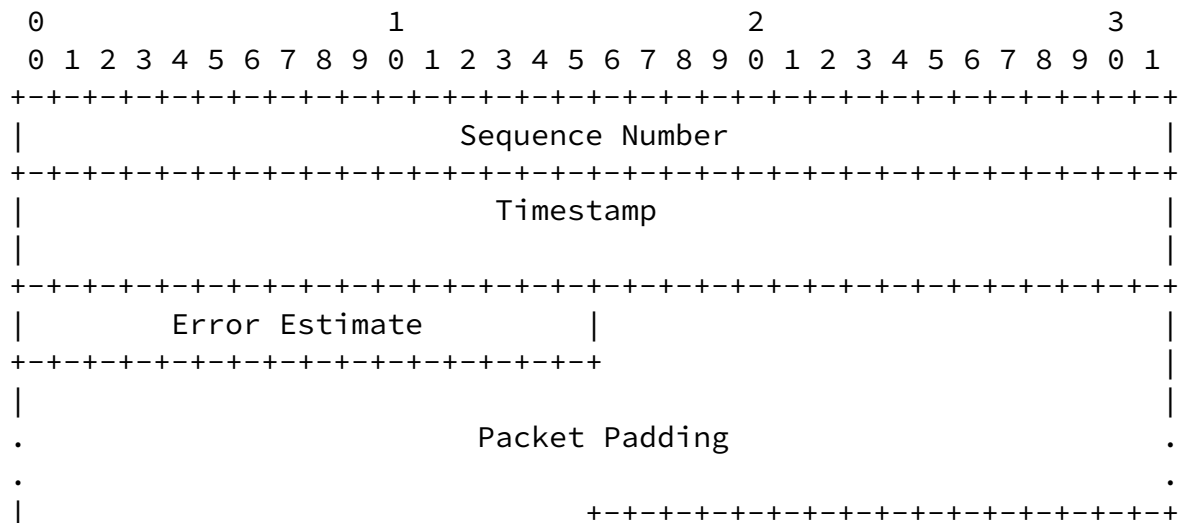 0                   1                   2                   3
 0 1 2 3 4 5 6 7 8 9 0 1 2 3 4 5 6 7 8 9 0 1 2 3 4 5 6 7 8 9 0 1
+-+-+-+-+-+-+-+-+-+-+-+-+-+-+-+-+-+-+-+-+-+-+-+-+-+-+-+-+-+-+-+-+
|                        Sequence Number                        |
+-+-+-+-+-+-+-+-+-+-+-+-+-+-+-+-+-+-+-+-+-+-+-+-+-+-+-+-+-+-+-+-+
|                          Timestamp                            |
|                                                               |
+-+-+-+-+-+-+-+-+-+-+-+-+-+-+-+-+-+-+-+-+-+-+-+-+-+-+-+-+-+-+-+-+
|        Error Estimate         |                               |
+-+-+-+-+-+-+-+-+-+-+-+-+-+-+-+-+                               |
|                                                               |
.                         Packet Padding                        .
.                                                               .
|                               +-+-+-+-+-+-+-+-+-+-+-+-+-+-+-+-+